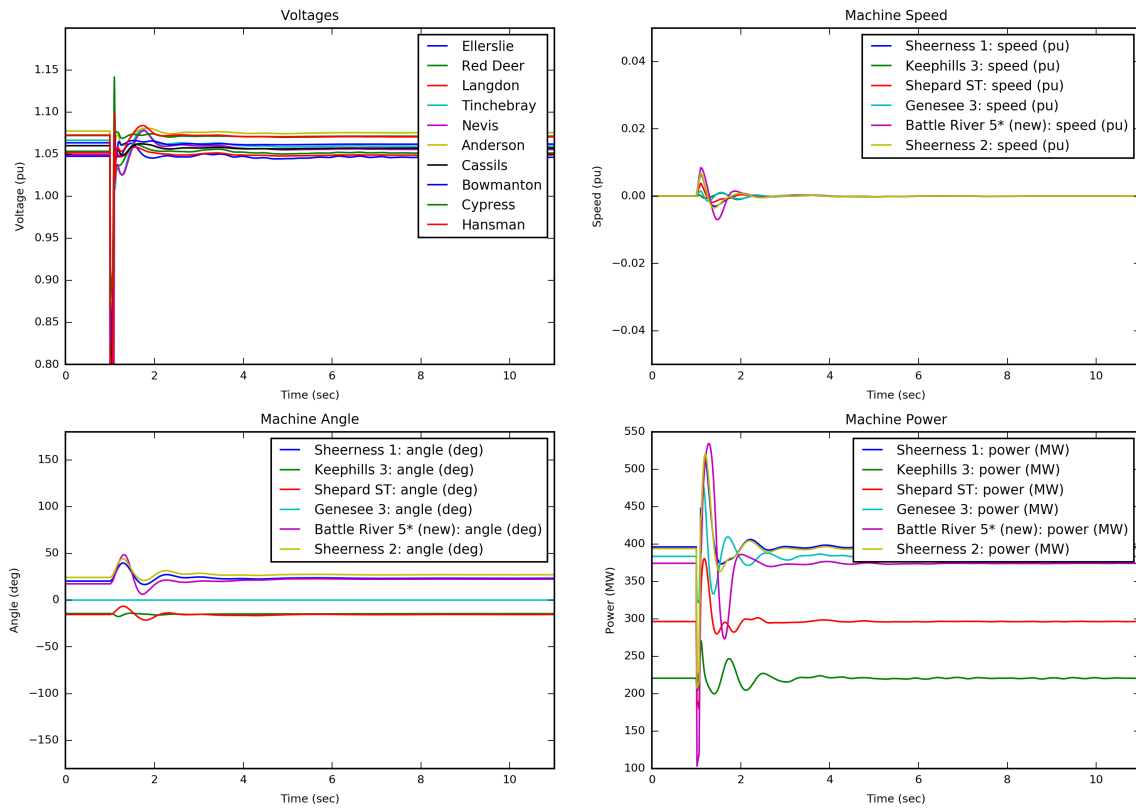 Voltages
1.15
1.10
1.05
1.00
0.95
0.90
0.85
0.80
Voltage (pu)
Ellerslie
Red Deer
Langdon
Tinchebray
Nevis
Anderson
Cassils
Bowmanton
Cypress
Hansman
0 2 4 6 8 10
Time (sec)
Machine Speed
0.04
0.02
0.00
−0.02
−0.04
Speed (pu)
Sheerness 1: speed (pu)
Keephills 3: speed (pu)
Shepard ST: speed (pu)
Genesee 3: speed (pu)
Battle River 5* (new): speed (pu)
Sheerness 2: speed (pu)
0 2 4 6 8 10
Time (sec)
Machine Angle
150
100
50
0
−50
−100
−150
Angle (deg)
Sheerness 1: angle (deg)
Keephills 3: angle (deg)
Shepard ST: angle (deg)
Genesee 3: angle (deg)
Battle River 5* (new): angle (deg)
Sheerness 2: angle (deg)
0 2 4 6 8 10
Time (sec)
Machine Power
550
500
450
400
350
300
250
200
150
100
Power (MW)
Sheerness 1: power (MW)
Keephills 3: power (MW)
Shepard ST: power (MW)
Genesee 3: power (MW)
Battle River 5* (new): power (MW)
Sheerness 2: power (MW)
0 2 4 6 8 10
Time (sec)